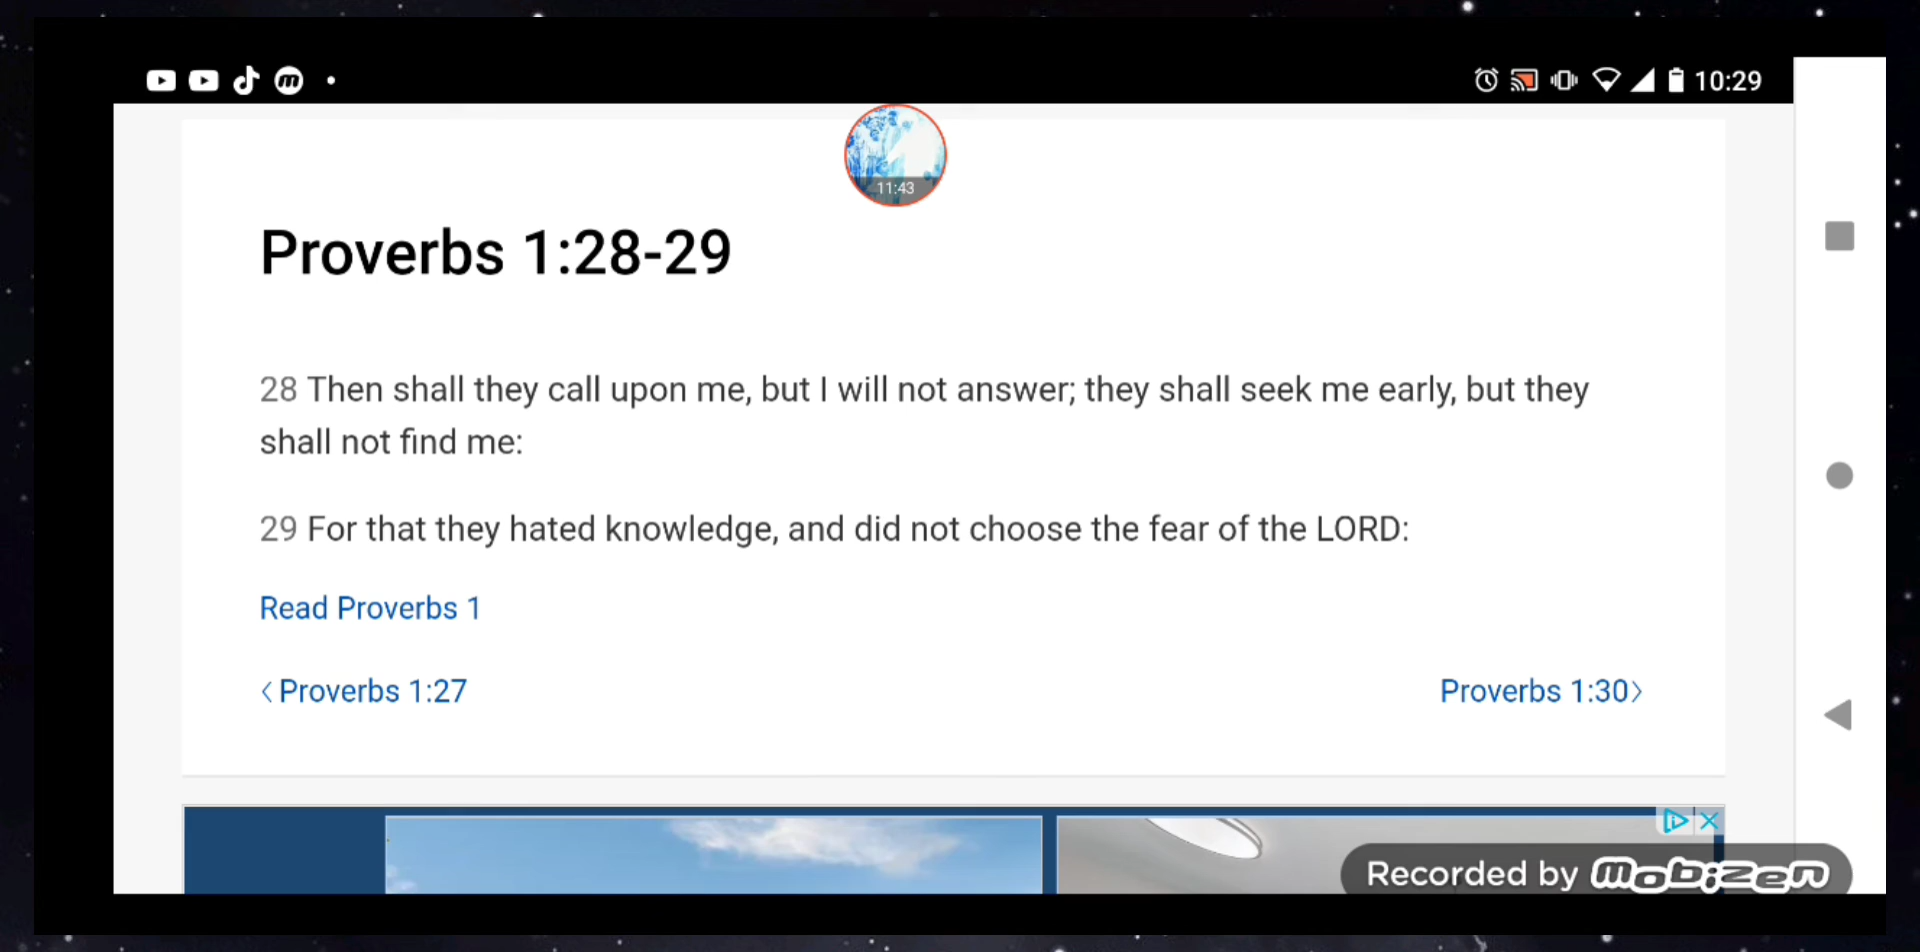 10:29
11:43
Proverbs 1:28-29
28 Then shall they call upon me, but I will not answer; they shall seek me early, but they
shall not find me:
29 For that they hated knowledge, and did not choose the fear of the LORD:
Read Proverbs 1
Proverbs 1:27
Proverbs 1:30
Recorded by mobizen